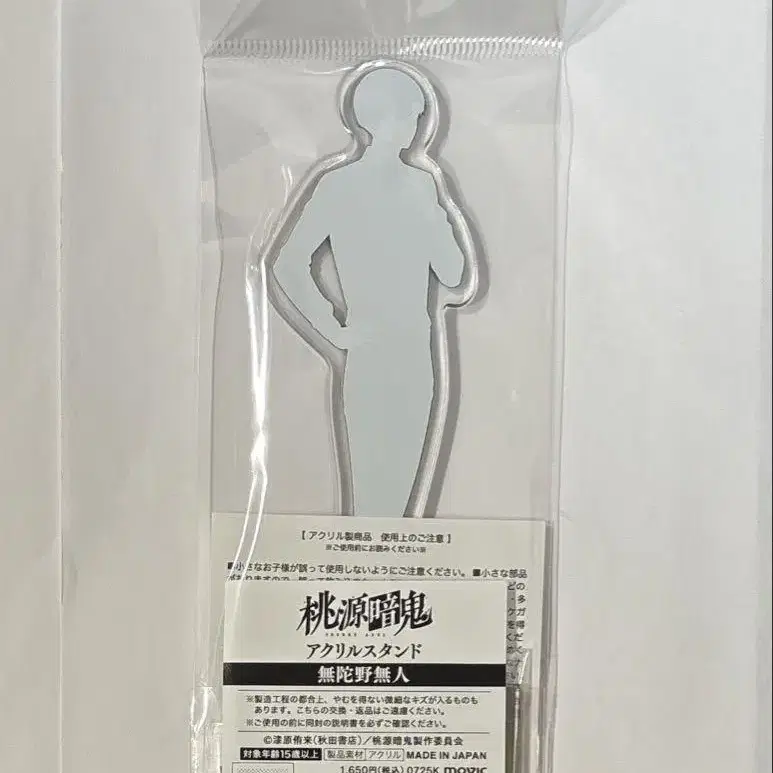 【 アクリル製商品　使用上のご注意 】
※ご使用前にお読みください※
■小さなお子様が誤って使用しないようにご注意ください。 ■小さな部品
桃源暗鬼
アクリルスタンド
無陀野無人
※製造工程の都合上、やむを得ない微細なキズが入るものも
あります。こちらの交換・返品はご遠慮ください。
※ご使用の前に同封の説明書を必ずご確認ください。
©漆原侑来(秋田書店)／桃源暗鬼製作委員会
対象年齢15歳以上 製品素材 アクリル MADE IN JAPAN
1,650円(税込) 0725K movic